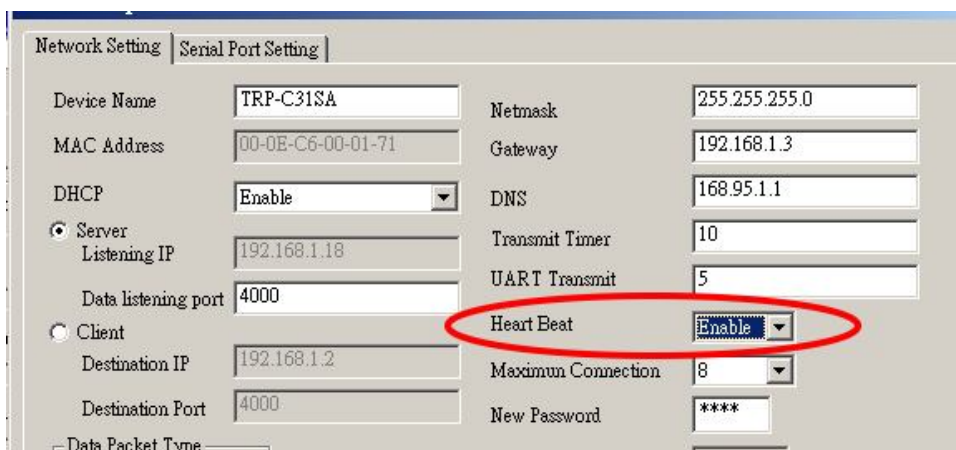 Network Setting
Serial Port Setting
Device Name TRP-C31SA
MAC Address 00-0E-C6-00-01-71
DHCP Enable
Server
Listening IP 192.168.1.18
Data listening port 4000
Client
Destination IP 192.168.1.2
Destination Port 4000
Data Packet Type
Netmask 255.255.255.0
Gateway 192.168.1.3
DNS 168.95.1.1
Transmit Timer 10
UART Transmit 5
Heart Beat Enable
Maximun Connection 8
New Password ****